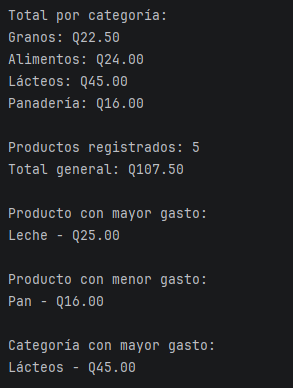 Total por categoría:
Granos: Q22.50
Alimentos: Q24.00
Lácteos: Q45.00
Panadería: Q16.00
Productos registrados: 5
Total general: Q107.50
Producto con mayor gasto:
Leche - Q25.00
Producto con menor gasto:
Pan - Q16.00
Categoría con mayor gasto:
Lácteos - Q45.00